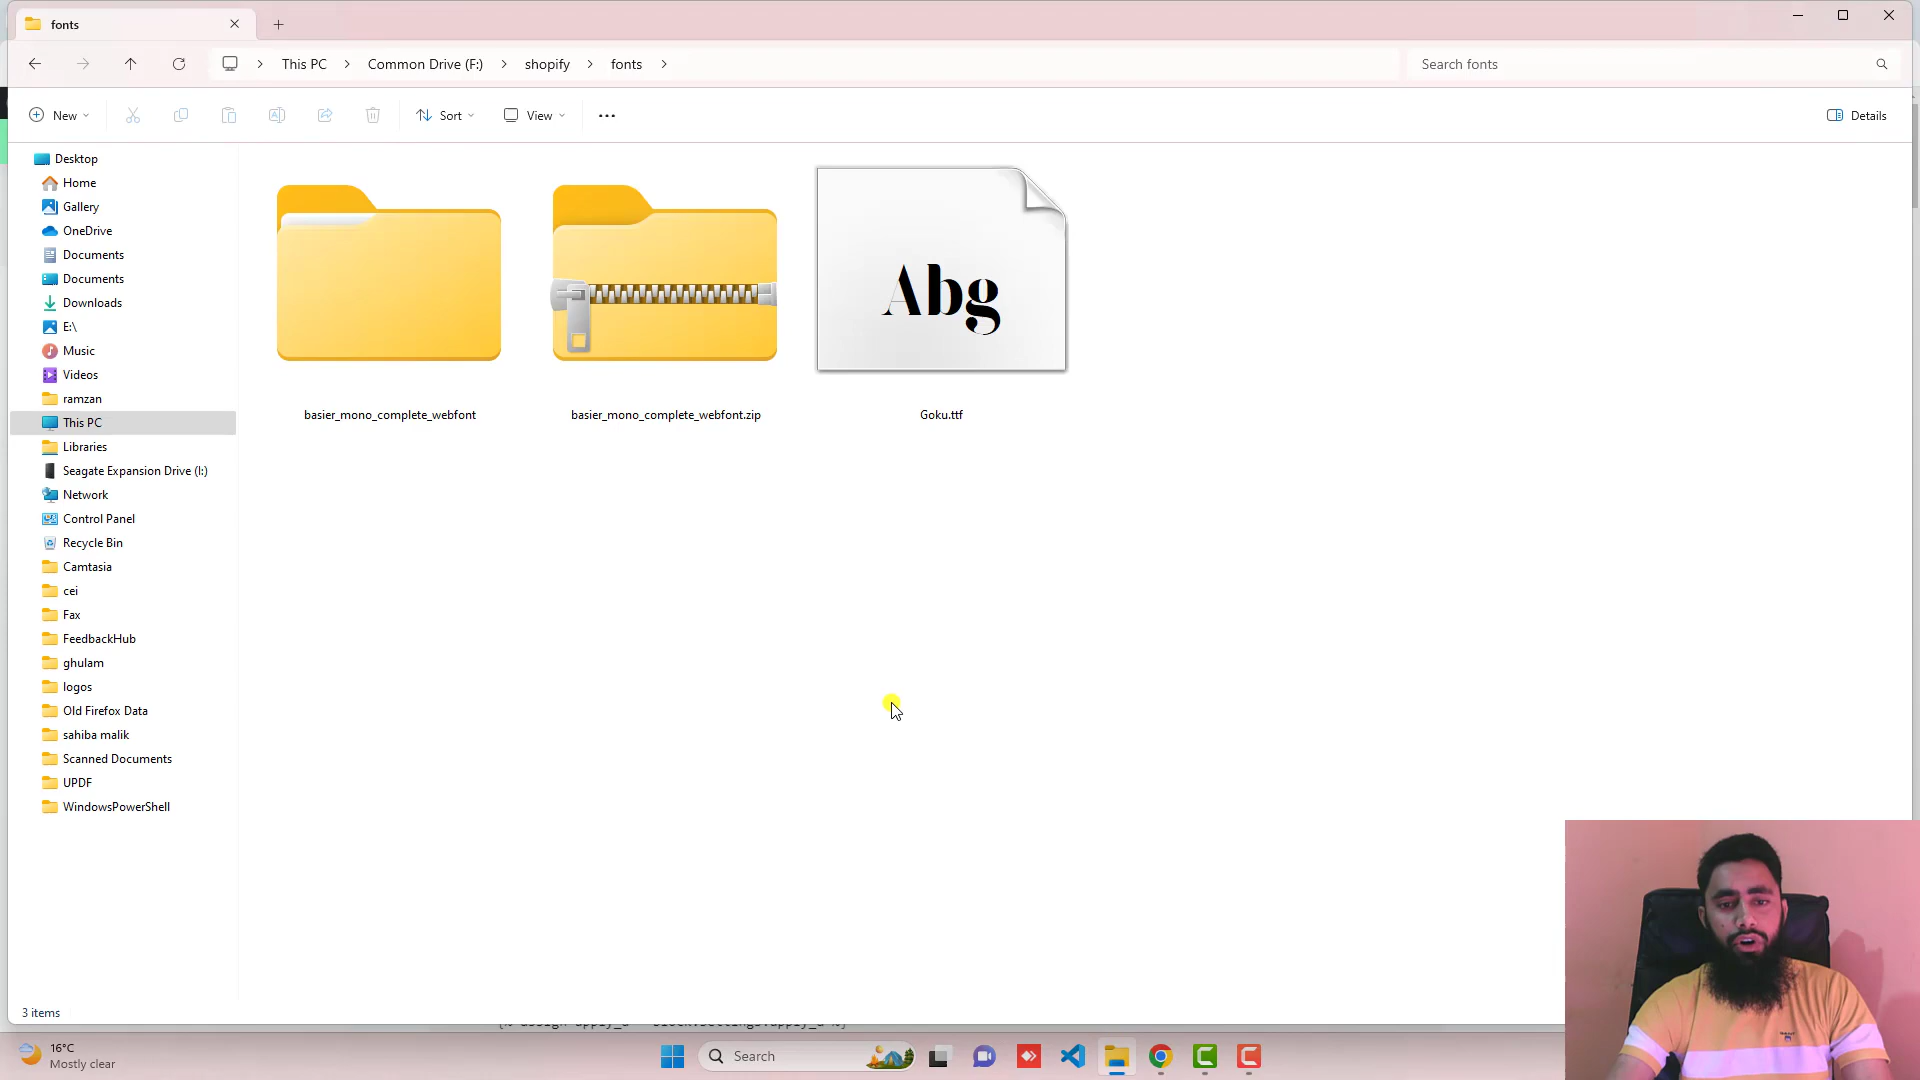 fonts
This PC
Common Drive (F:)
shopify
fonts
Search fonts
New
Sort
View
Details
Desktop
Home
Gallery
OneDrive
Documents
Documents
Downloads
E:\
Music
Videos
ramzan
This PC
Libraries
Seagate Expansion Drive (I:)
Network
Control Panel
Recycle Bin
Camtasia
cei
Fax
FeedbackHub
ghulam
logos
Old Firefox Data
sahiba malik
Scanned Documents
UPDF
WindowsPowerShell
Abg
basier_mono_complete_webfont
basier_mono_complete_webfont.zip
Goku.ttf
3 items
16°C
Mostly clear
Search